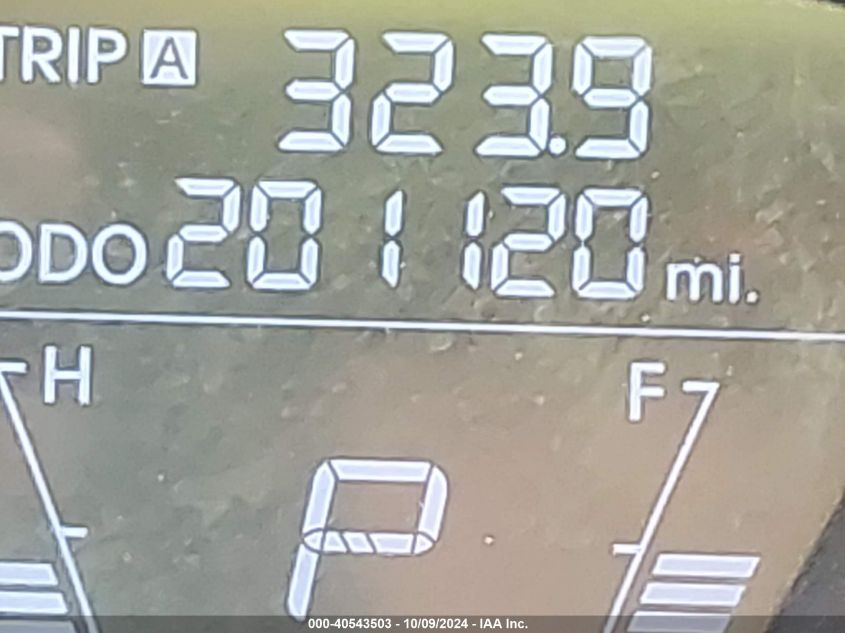 TRIP A 323.9
ODO 201120 mi.
H F
P
000-40543503 - 10/09/2024 - IAA Inc.